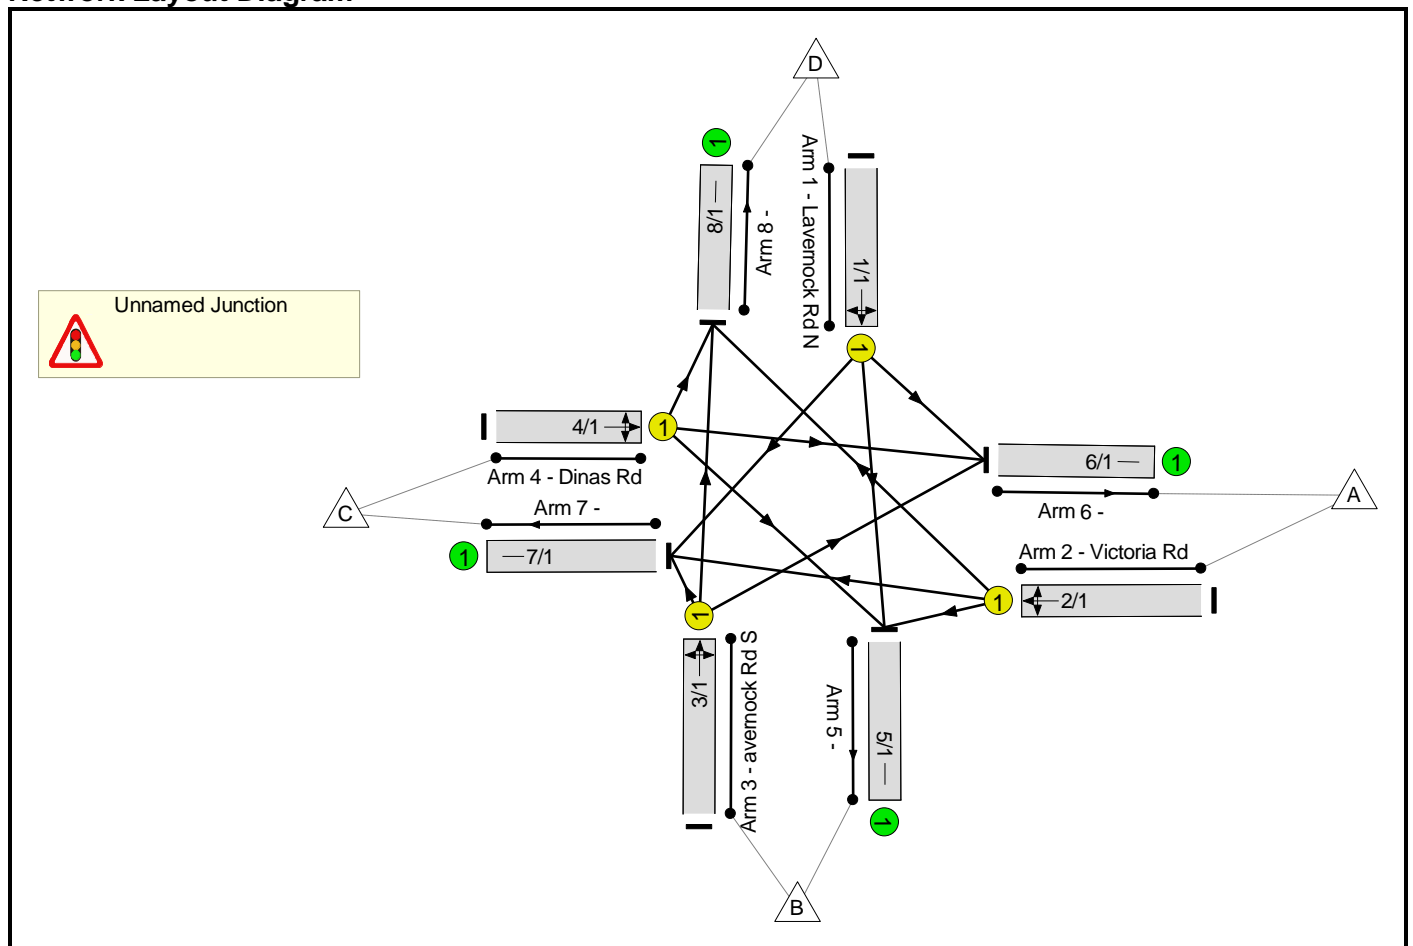 Network Layout Diagram
D
1
Arm 1 - Lavernock Rd N
8/1
Arm 8 -
1/1
Unnamed Junction
1
4/1
1
Arm 4 - Dinas Rd
6/1
1
A
C
Arm 7 -
Arm 6 -
1
7/1
Arm 2 - Victoria Rd
1
2/1
1
3/1
Arm 3 - avernock Rd S
Arm 5 -
5/1
1
B